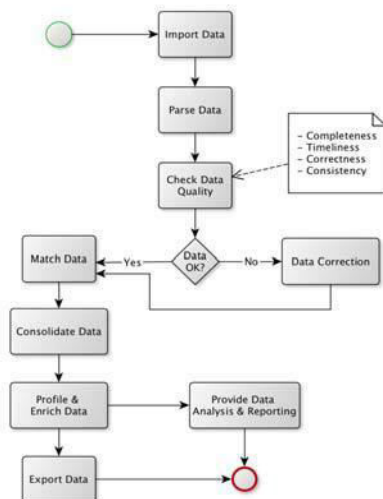 Import Data
Parse Data
- Completeness
- Timeliness
- Correctness
- Consistency
Check Data
Quality
Match Data
Yes
Data
OK?
No
Data Correction
Consolidate Data
Profile &
Enrich Data
Provide Data
Analysis & Reporting
Export Data